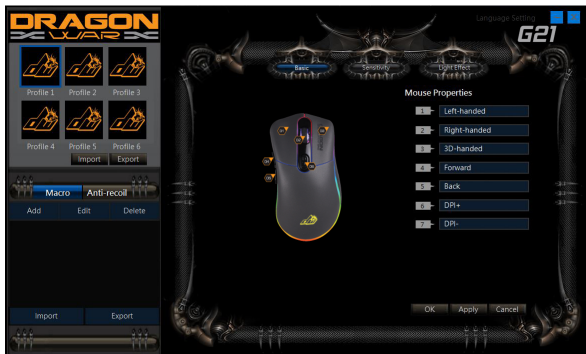 DRAGON
WAR
Language Setting
G21
Profile 1 Profile 2 Profile 3
Profile 4 Profile 5 Profile 6
Import Export
Macro Anti-recoil
Add Edit Delete
Import Export
Basic Sensitivity Light Effect
Mouse Properties
1 Left-handed
2 Right-handed
3 3D-handed
4 Forward
5 Back
6 DPI+
7 DPI-
OK Apply Cancel